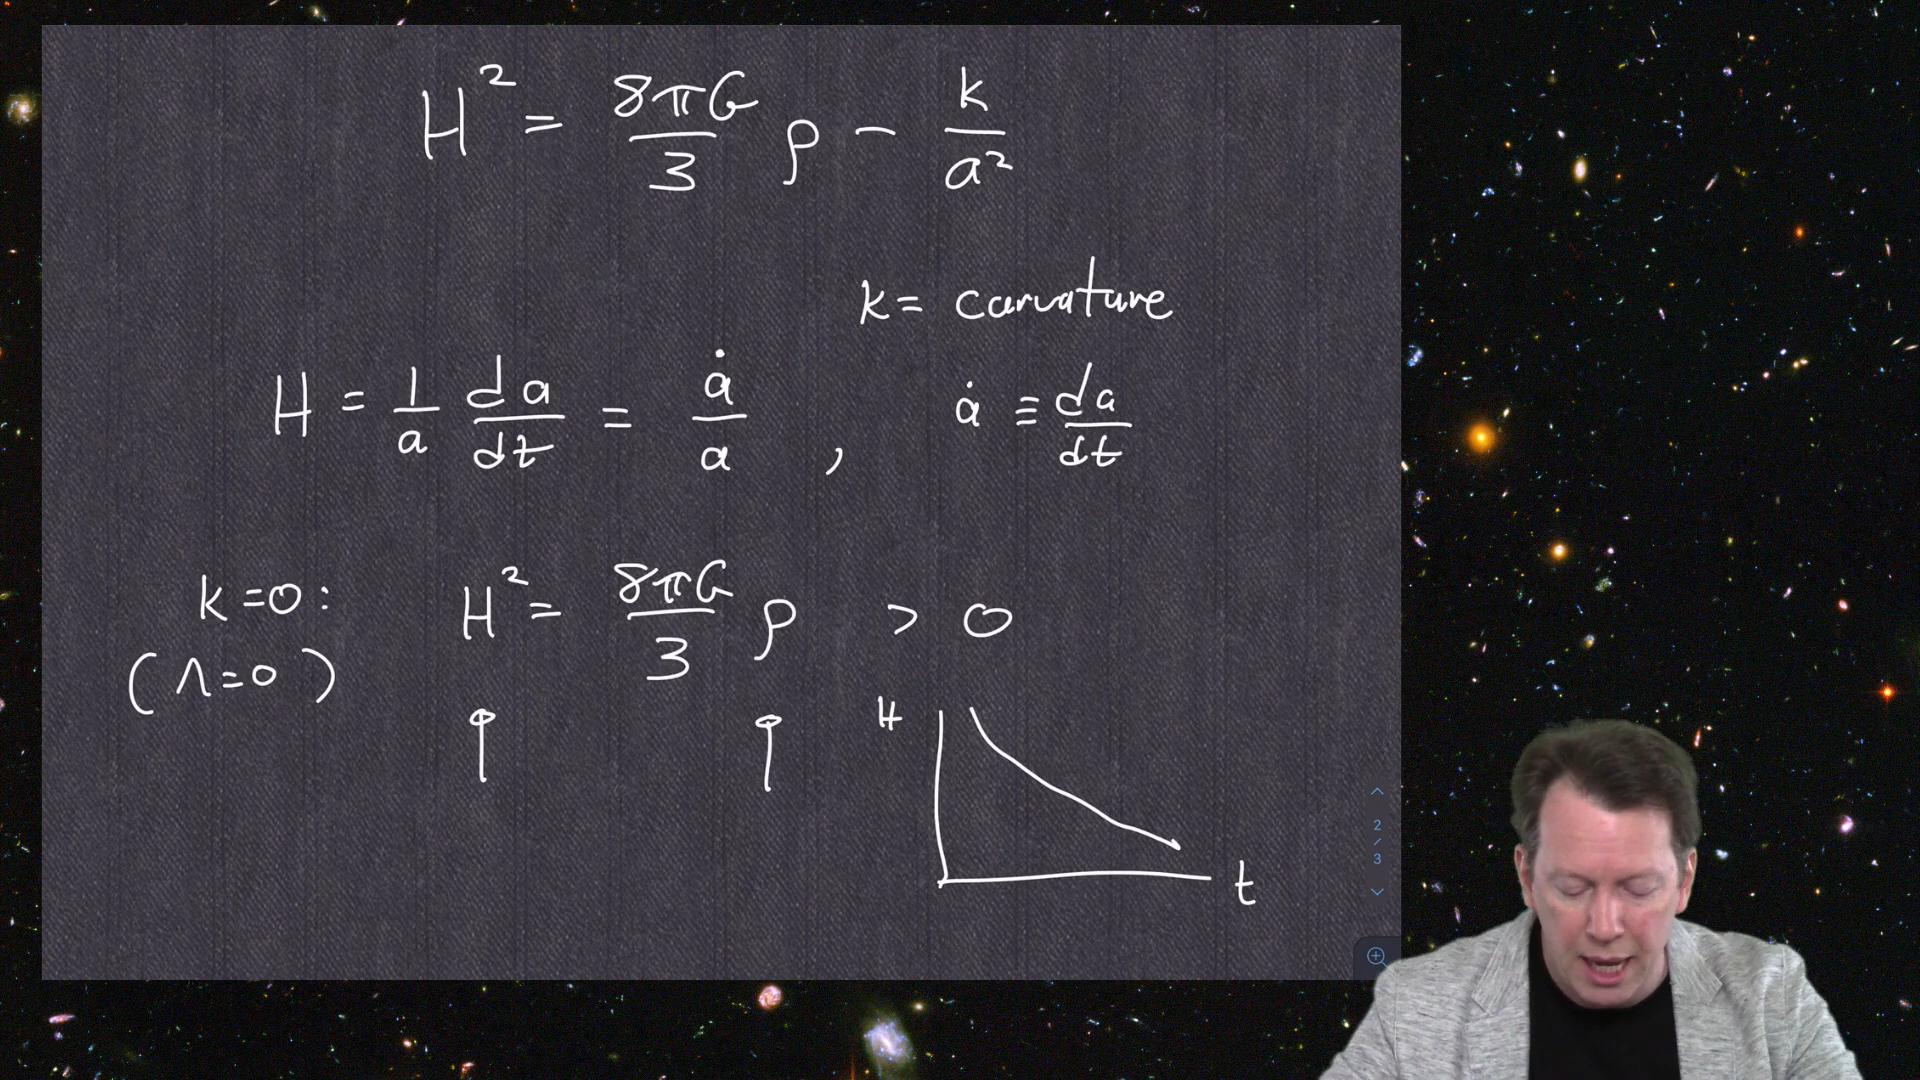 H² = 8πG/3 ρ − k/a²
k = curvature
H = 1/a da/dt = ȧ/a , ȧ ≡ da/dt
k=0: H² = 8πG/3 ρ > 0
(Λ=0)
H
t
2
/
3